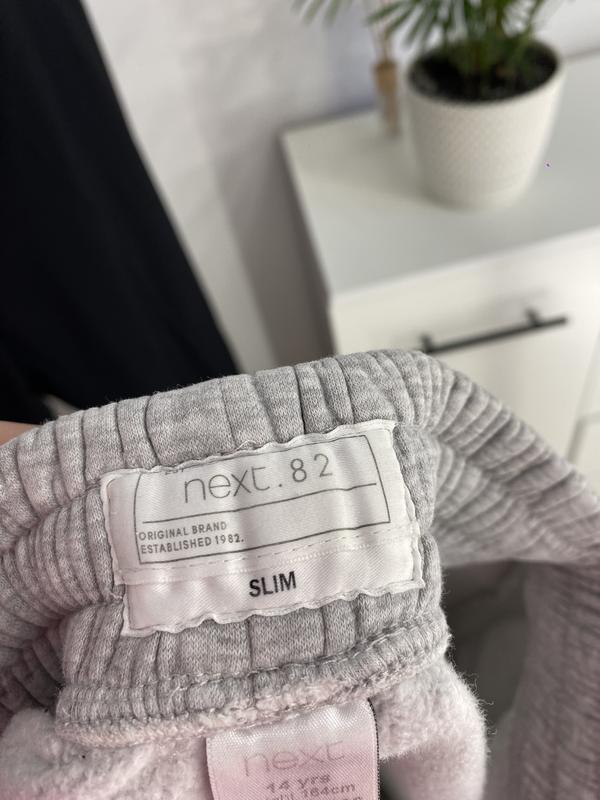 next.82
ORIGINAL BRAND
ESTABLISHED 1982.
SLIM
next
14 yrs
164cm